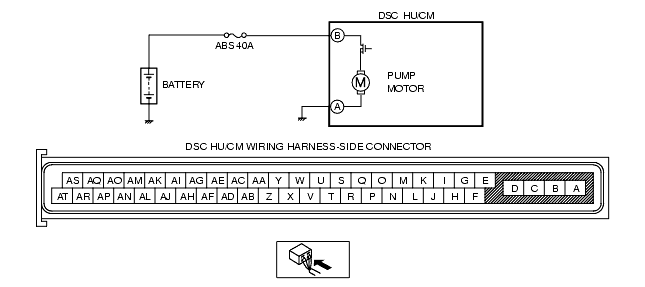 DSC HU/CM
B
ABS 40A
BATTERY
M
PUMP
MOTOR
A
DSC HU/CM WIRING HARNESS-SIDE CONNECTOR
AS AQ AO AM AK AI AG AE AC AA Y W U S Q O M K I G E
D C B A
AT AR AP AN AL AJ AH AF AD AB Z X V T R P N L J H F